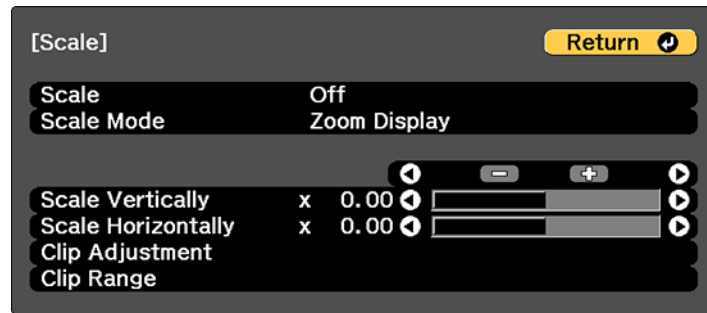 [Scale]
Return
Scale Off
Scale Mode Zoom Display
Scale Vertically x 0.00
Scale Horizontally x 0.00
Clip Adjustment
Clip Range